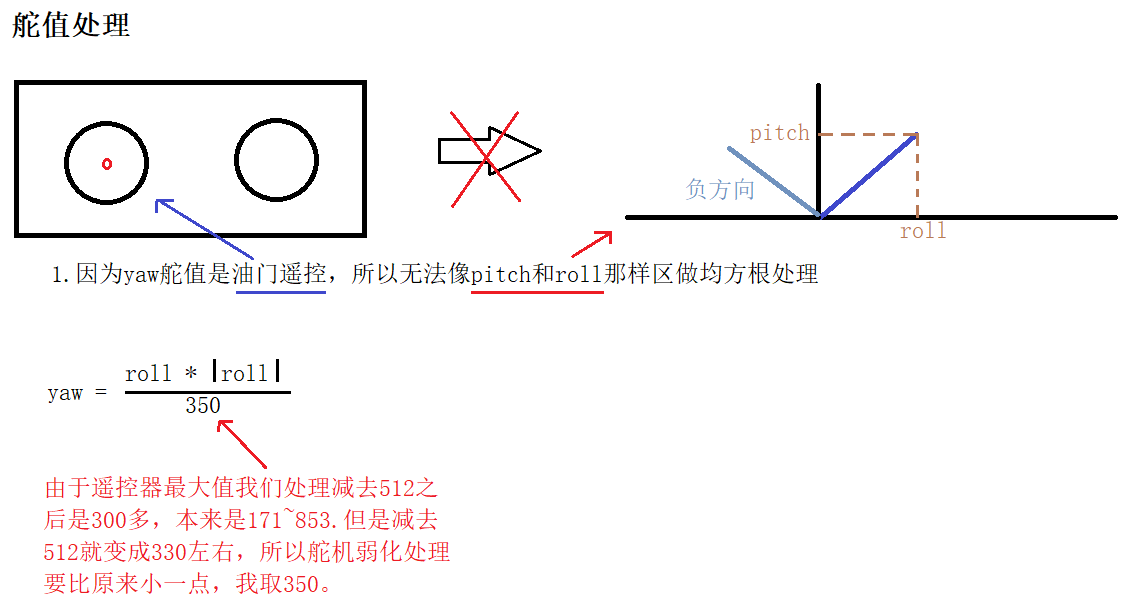 舵值处理
pitch
负方向
roll
1.因为yaw舵值是油门遥控，所以无法像pitch和roll那样区做均方根处理
yaw = roll * |roll|
350
由于遥控器最大值我们处理减去512之
后是300多，本来是171~853.但是减去
512就变成330左右，所以舵机弱化处理
要比原来小一点，我取350。